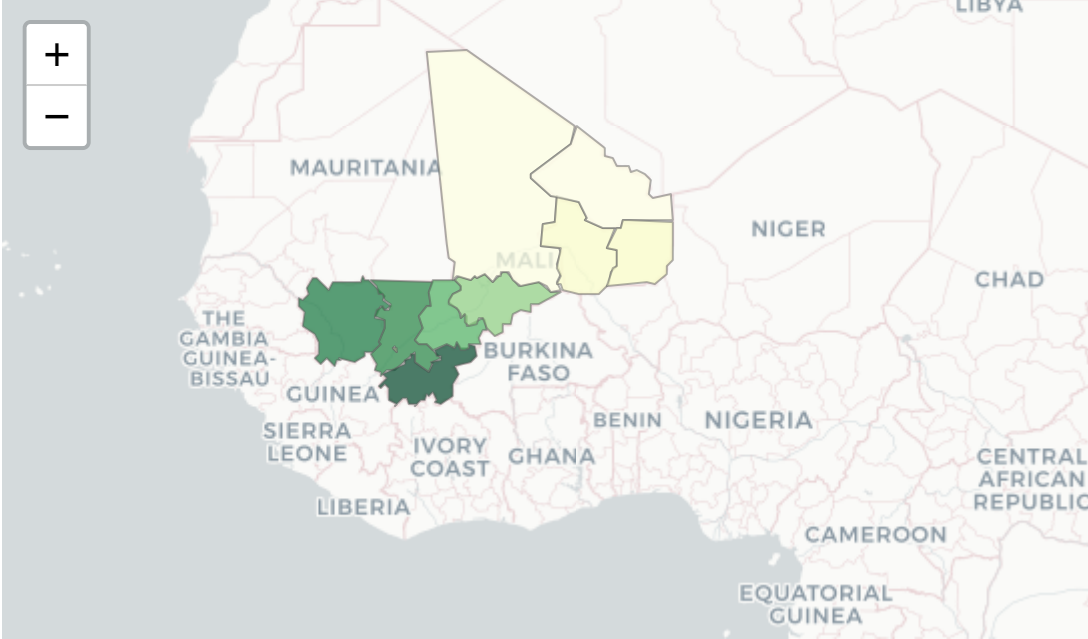 LIBYA
+
−
MAURITANIA
NIGER
MALI
CHAD
THE
GAMBIA
GUINEA-
BISSAU
BURKINA
FASO
GUINEA
BENIN
NIGERIA
SIERRA
LEONE
IVORY
COAST
GHANA
CENTRAL
AFRICAN
REPUBLIC
LIBERIA
CAMEROON
EQUATORIAL
GUINEA